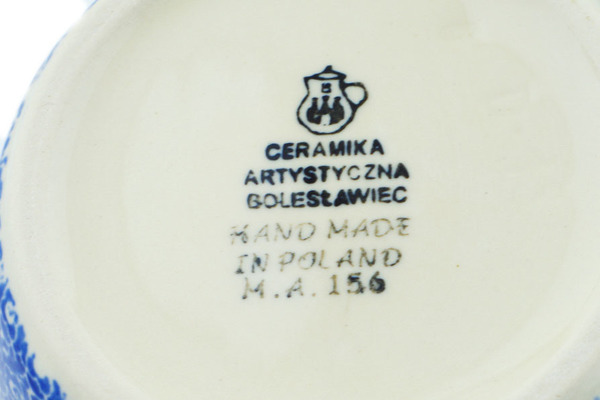 B
CERAMIKA
ARTYSTYCZNA
BOLESŁAWIEC
HAND MADE
IN POLAND
M.A. 156